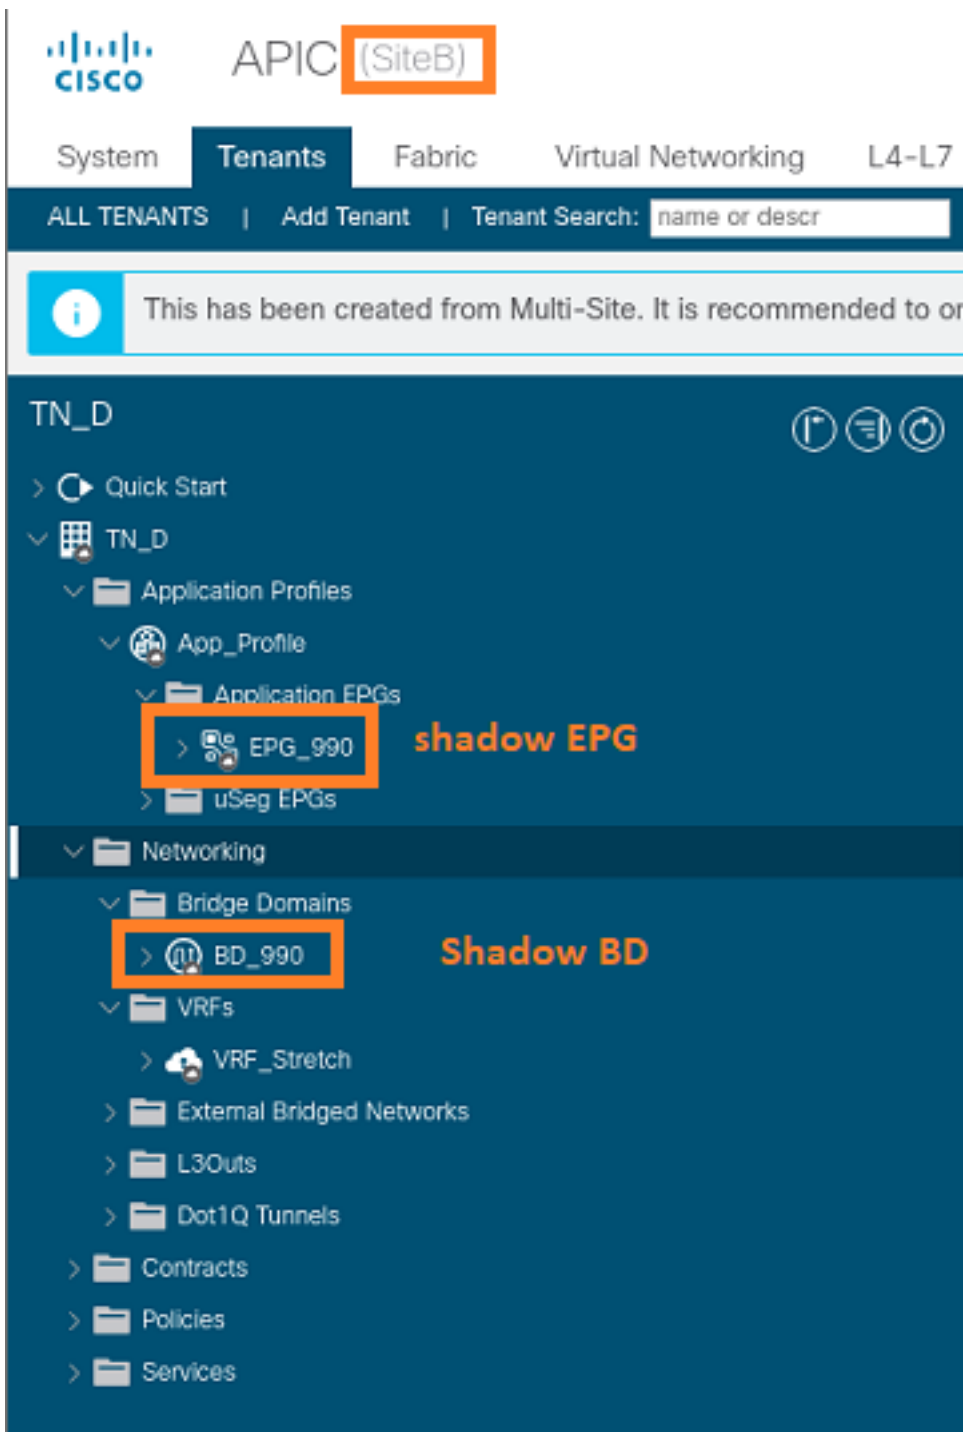 CISCO APIC (SiteB)
System Tenants Fabric Virtual Networking L4-L7
ALL TENANTS | Add Tenant | Tenant Search: name or descr
This has been created from Multi-Site. It is recommended to or
TN_D
Quick Start
TN_D
Application Profiles
App_Profile
Application EPGs
EPG_990 shadow EPG
uSeg EPGs
Networking
Bridge Domains
BD_990 Shadow BD
VRFs
VRF_Stretch
External Bridged Networks
L3Outs
Dot1Q Tunnels
Contracts
Policies
Services